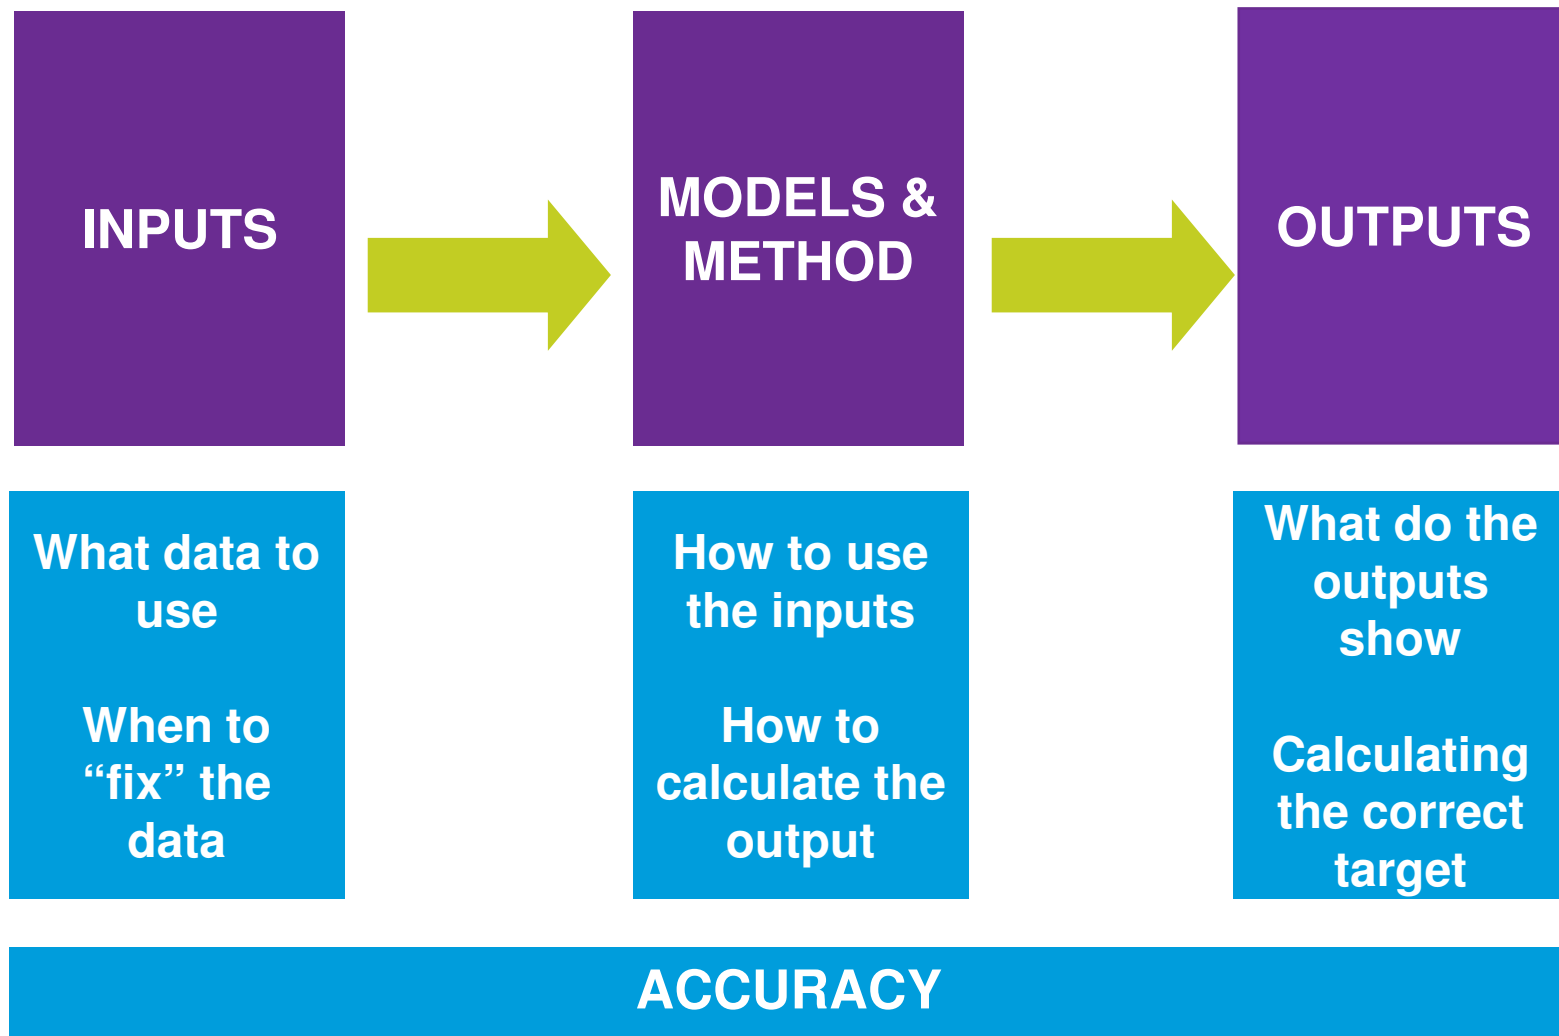 INPUTS
MODELS &
METHOD
OUTPUTS
What data to
use
When to
“fix” the
data
How to use
the inputs
How to
calculate the
output
What do the
outputs
show
Calculating
the correct
target
ACCURACY